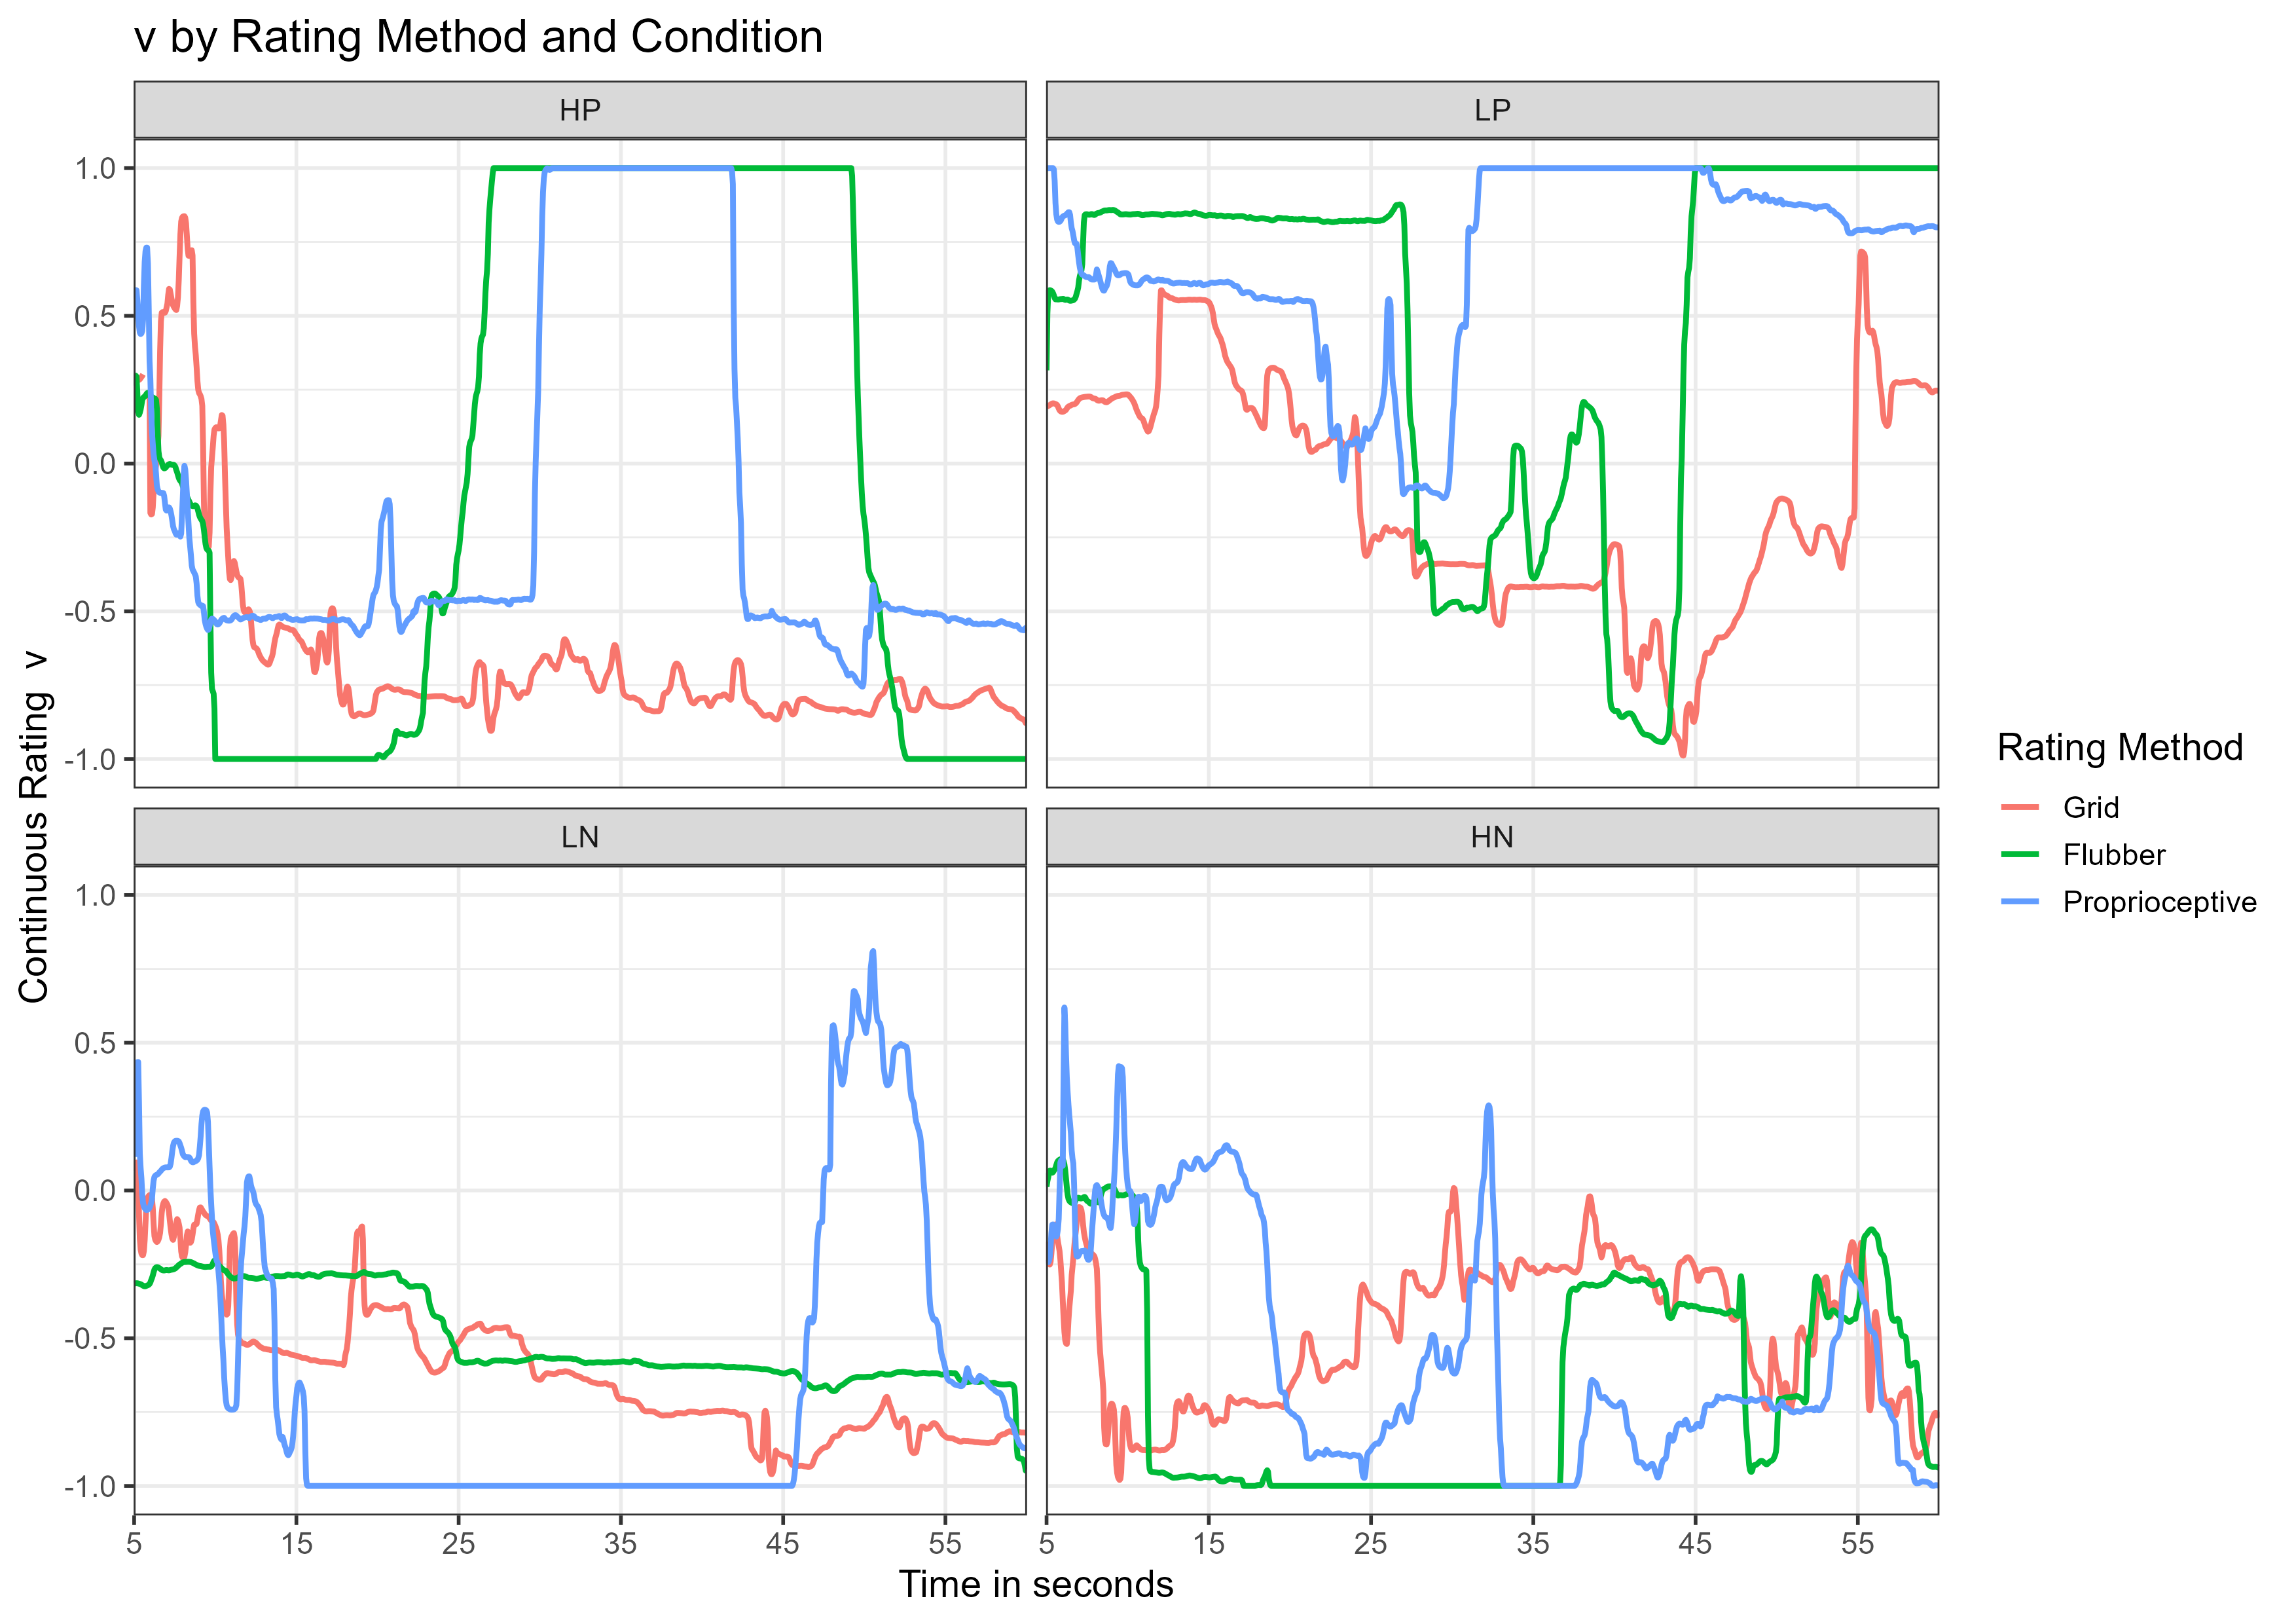 v by Rating Method and Condition
HP
LP
1.0
0.5
0.0
-0.5
-1.0
LN
HN
1.0
0.5
0.0
-0.5
-1.0
5 15 25 35 45 55
5 15 25 35 45 55
Time in seconds
Continuous Rating v
Rating Method
Grid
Flubber
Proprioceptive